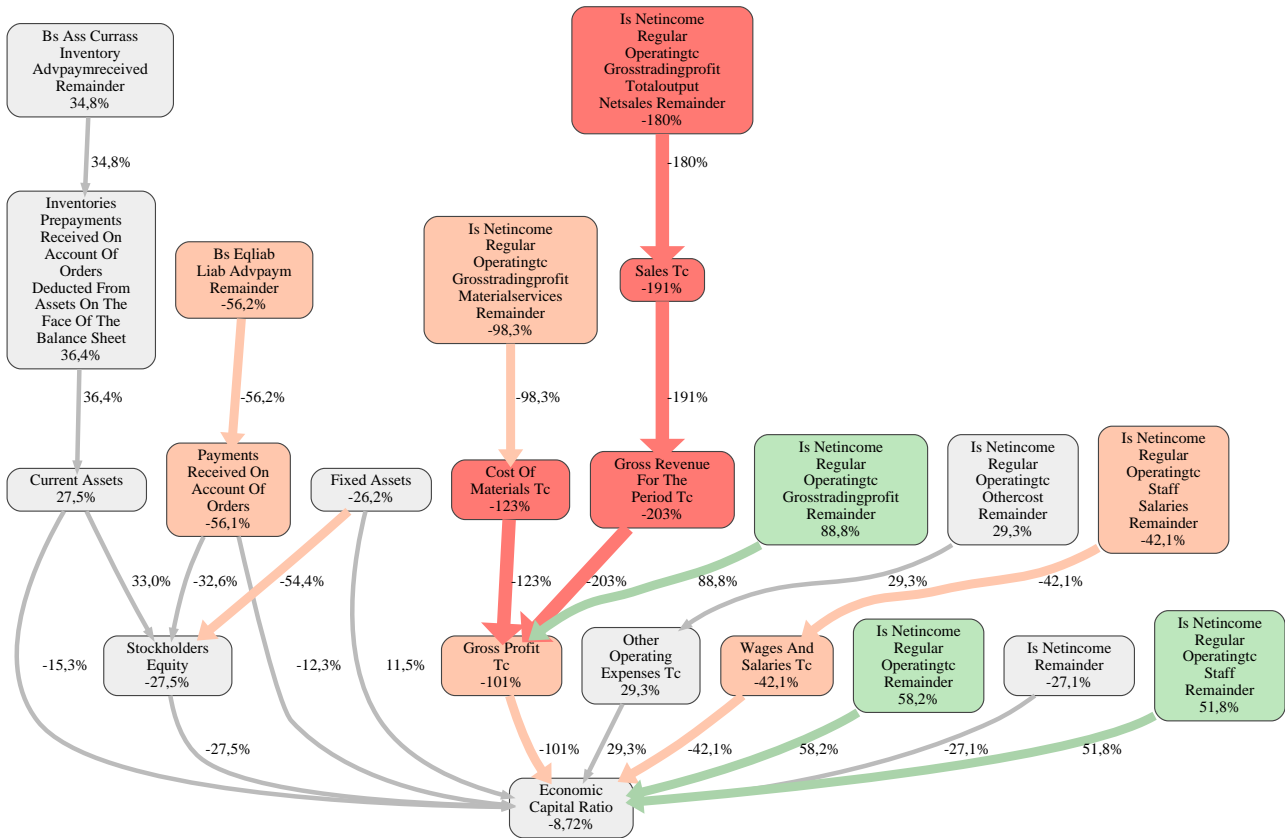 Bs Ass Currass
Inventory
Advpaymreceived
Remainder
34,8%
Is Netincome
Regular
Operatingtc
Grosstradingprofit
Totaloutput
Netsales Remainder
-180%
34,8%
-180%
Inventories
Prepayments
Received On
Account Of
Orders
Deducted From
Assets On The
Face Of The
Balance Sheet
36,4%
Bs Eqliab
Liab Advpaym
Remainder
-56,2%
Is Netincome
Regular
Operatingtc
Grosstradingprofit
Materialservices
Remainder
-98,3%
Sales Tc
-191%
36,4%
-56,2%
-98,3%
-191%
Current Assets
27,5%
Payments
Received On
Account Of
Orders
-56,1%
Fixed Assets
-26,2%
Cost Of
Materials Tc
-123%
Gross Revenue
For The
Period Tc
-203%
Is Netincome
Regular
Operatingtc
Grosstradingprofit
Remainder
88,8%
Is Netincome
Regular
Operatingtc
Othercost
Remainder
29,3%
Is Netincome
Regular
Operatingtc
Staff
Salaries
Remainder
-42,1%
33,0%
-32,6%
-54,4%
-123%
-203%
88,8%
29,3%
-42,1%
Stockholders
Equity
-27,5%
Gross Profit
Tc
-101%
Other
Operating
Expenses Tc
29,3%
Wages And
Salaries Tc
-42,1%
Is Netincome
Regular
Operatingtc
Remainder
58,2%
Is Netincome
Remainder
-27,1%
Is Netincome
Regular
Operatingtc
Staff
Remainder
51,8%
-15,3%
-12,3%
11,5%
-27,5%
-101%
29,3%
-42,1%
58,2%
-27,1%
51,8%
Economic
Capital Ratio
-8,72%